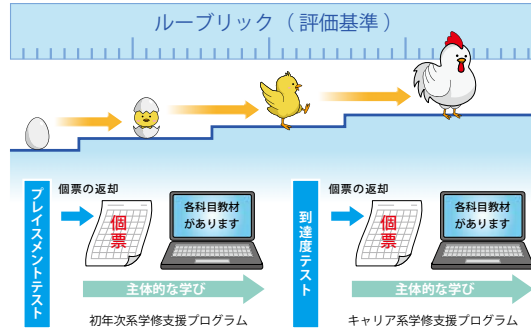 ルーブリック（評価基準）
プレイスメントテスト
個票の返却
個票
各科目教材
があります
主体的な学び
初年次系学修支援プログラム
到達度テスト
個票の返却
個票
各科目教材
があります
主体的な学び
キャリア系学修支援プログラム